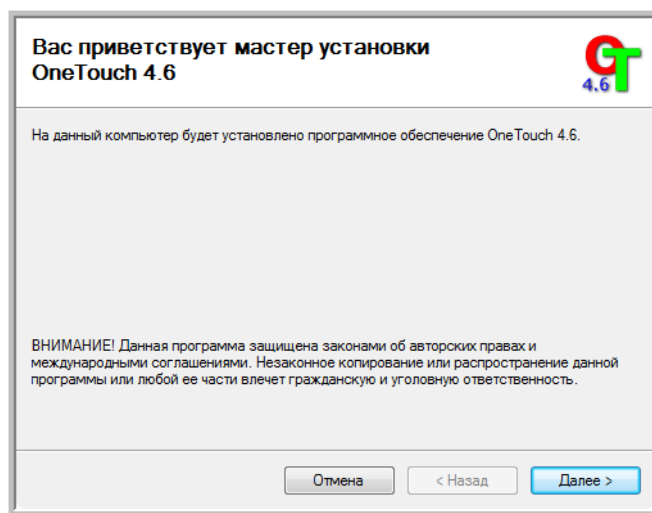 Вас приветствует мастер установки
OneTouch 4.6
OT
4.6
На данный компьютер будет установлено программное обеспечение OneTouch 4.6.
ВНИМАНИЕ! Данная программа защищена законами об авторских правах и
международными соглашениями. Незаконное копирование или распространение данной
программы или любой ее части влечет гражданскую и уголовную ответственность.
Отмена
< Назад
Далее >